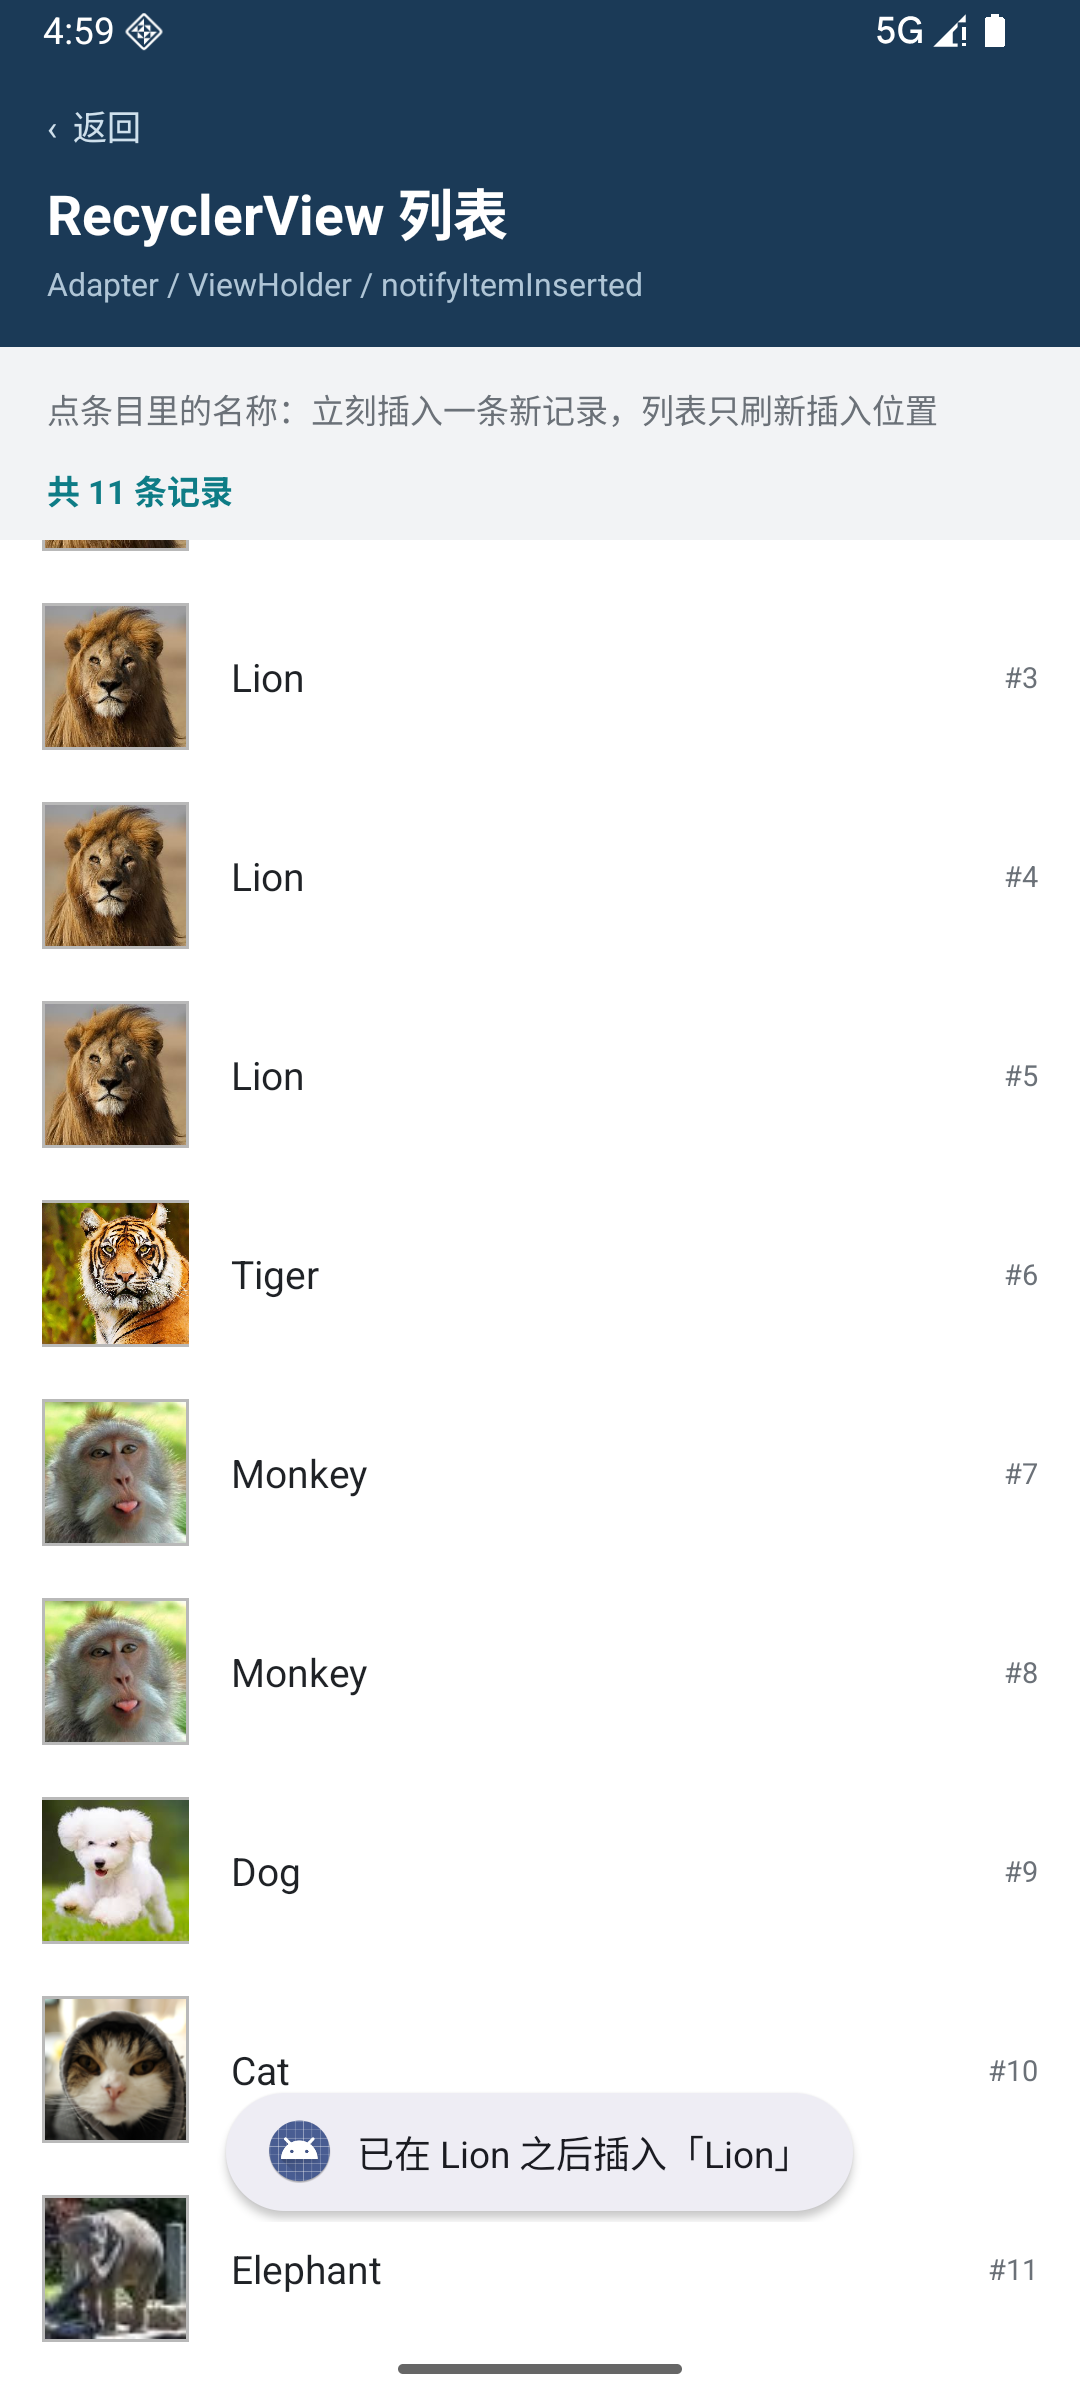 4:59
5G
‹ 返回
RecyclerView 列表
Adapter / ViewHolder / notifyItemInserted
点条目里的名称：立刻插入一条新记录，列表只刷新插入位置
共 11 条记录
Lion #3
Lion #4
Lion #5
Tiger #6
Monkey #7
Monkey #8
Dog #9
Cat #10
已在 Lion 之后插入「Lion」
Elephant #11